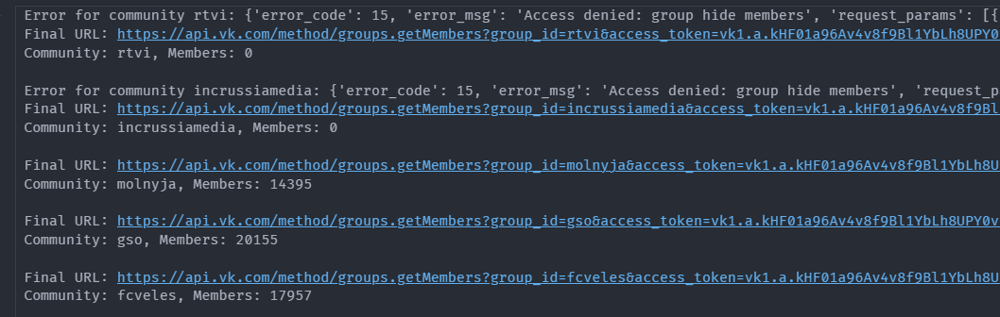 Error for community rtvi: {'error_code': 15, 'error_msg': 'Access denied: group hide members', 'request_params': [{
Final URL: https://api.vk.com/method/groups.getMembers?group_id=rtvi&access_token=vk1.a.kHF01a96Av4v8f9Bl1YbLh8UPY0
Community: rtvi, Members: 0
Error for community incrussiamedia: {'error_code': 15, 'error_msg': 'Access denied: group hide members', 'request_p
Final URL: https://api.vk.com/method/groups.getMembers?group_id=incrussiamedia&access_token=vk1.a.kHF01a96Av4v8f9Bl
Community: incrussiamedia, Members: 0
Final URL: https://api.vk.com/method/groups.getMembers?group_id=molnyja&access_token=vk1.a.kHF01a96Av4v8f9Bl1YbLh8U
Community: molnyja, Members: 14395
Final URL: https://api.vk.com/method/groups.getMembers?group_id=gso&access_token=vk1.a.kHF01a96Av4v8f9Bl1YbLh8UPY0v
Community: gso, Members: 20155
Final URL: https://api.vk.com/method/groups.getMembers?group_id=fcveles&access_token=vk1.a.kHF01a96Av4v8f9Bl1YbLh8U
Community: fcveles, Members: 17957